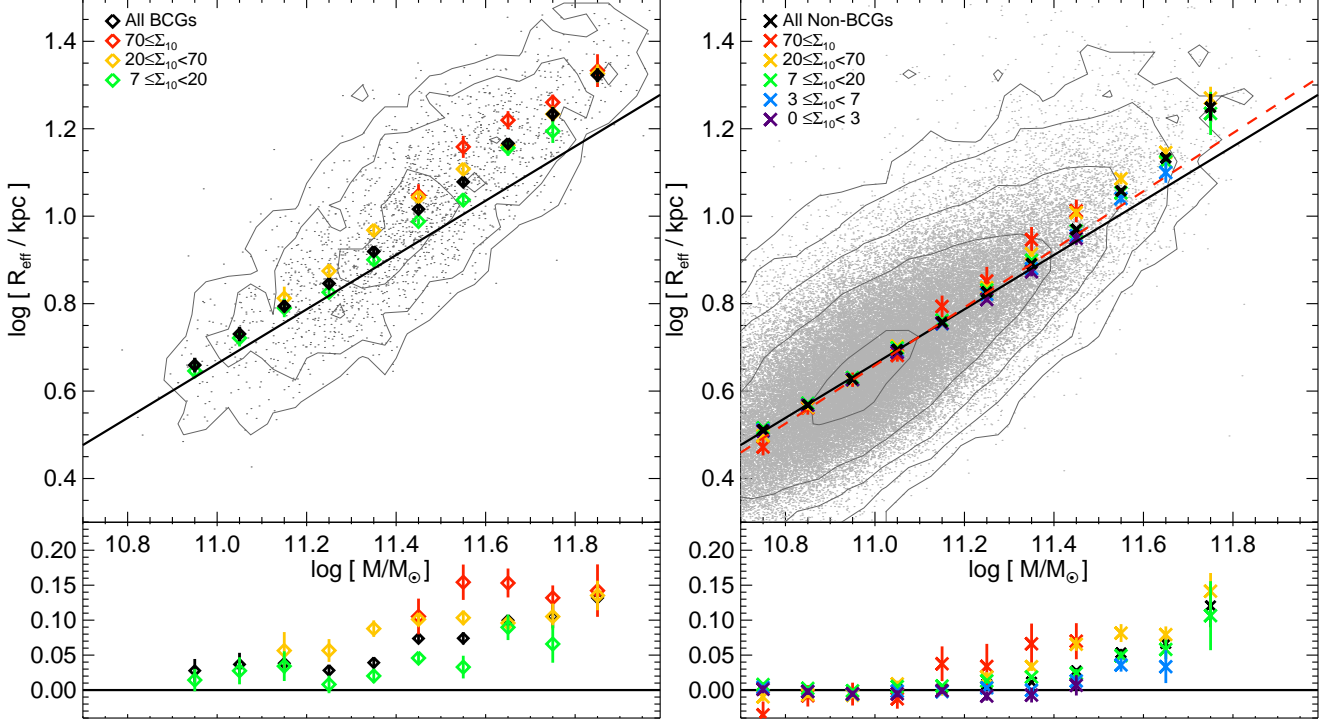 All BCGs
70≤Σ₁₀
20≤Σ₁₀<70
7 ≤Σ₁₀<20
1.4
1.2
1.0
0.8
0.6
0.4
log [ R_eff / kpc ]
10.8 11.0 11.2 11.4 11.6 11.8
log [ M/M_⊙ ]
0.20
0.15
0.10
0.05
0.00
All Non-BCGs
70≤Σ₁₀
20≤Σ₁₀<70
7 ≤Σ₁₀<20
3 ≤Σ₁₀< 7
0 ≤Σ₁₀< 3
1.4
1.2
1.0
0.8
0.6
0.4
log [ R_eff / kpc ]
10.8 11.0 11.2 11.4 11.6 11.8
log [ M/M_⊙ ]
0.20
0.15
0.10
0.05
0.00